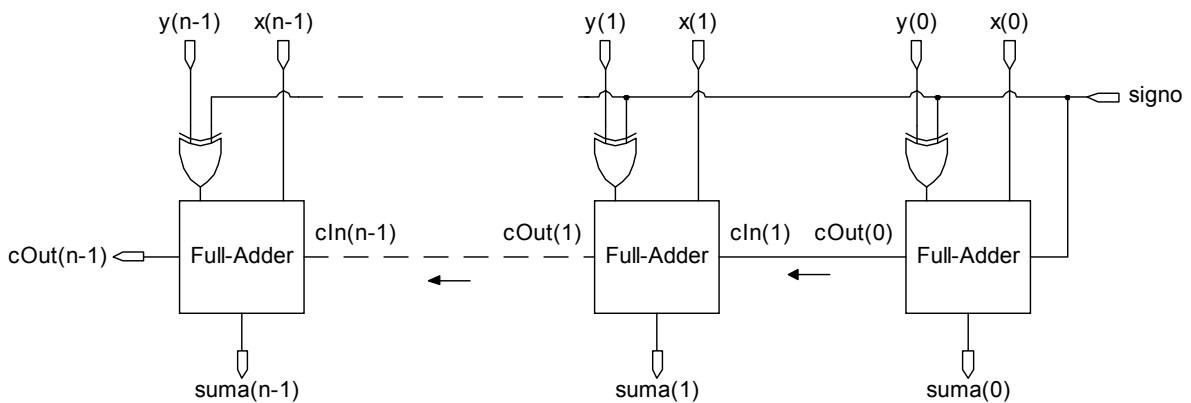 y(n-1) x(n-1) y(1) x(1) y(0) x(0)
signo
cIn(n-1) cOut(1) cIn(1) cOut(0)
cOut(n-1) Full-Adder Full-Adder Full-Adder
suma(n-1) suma(1) suma(0)